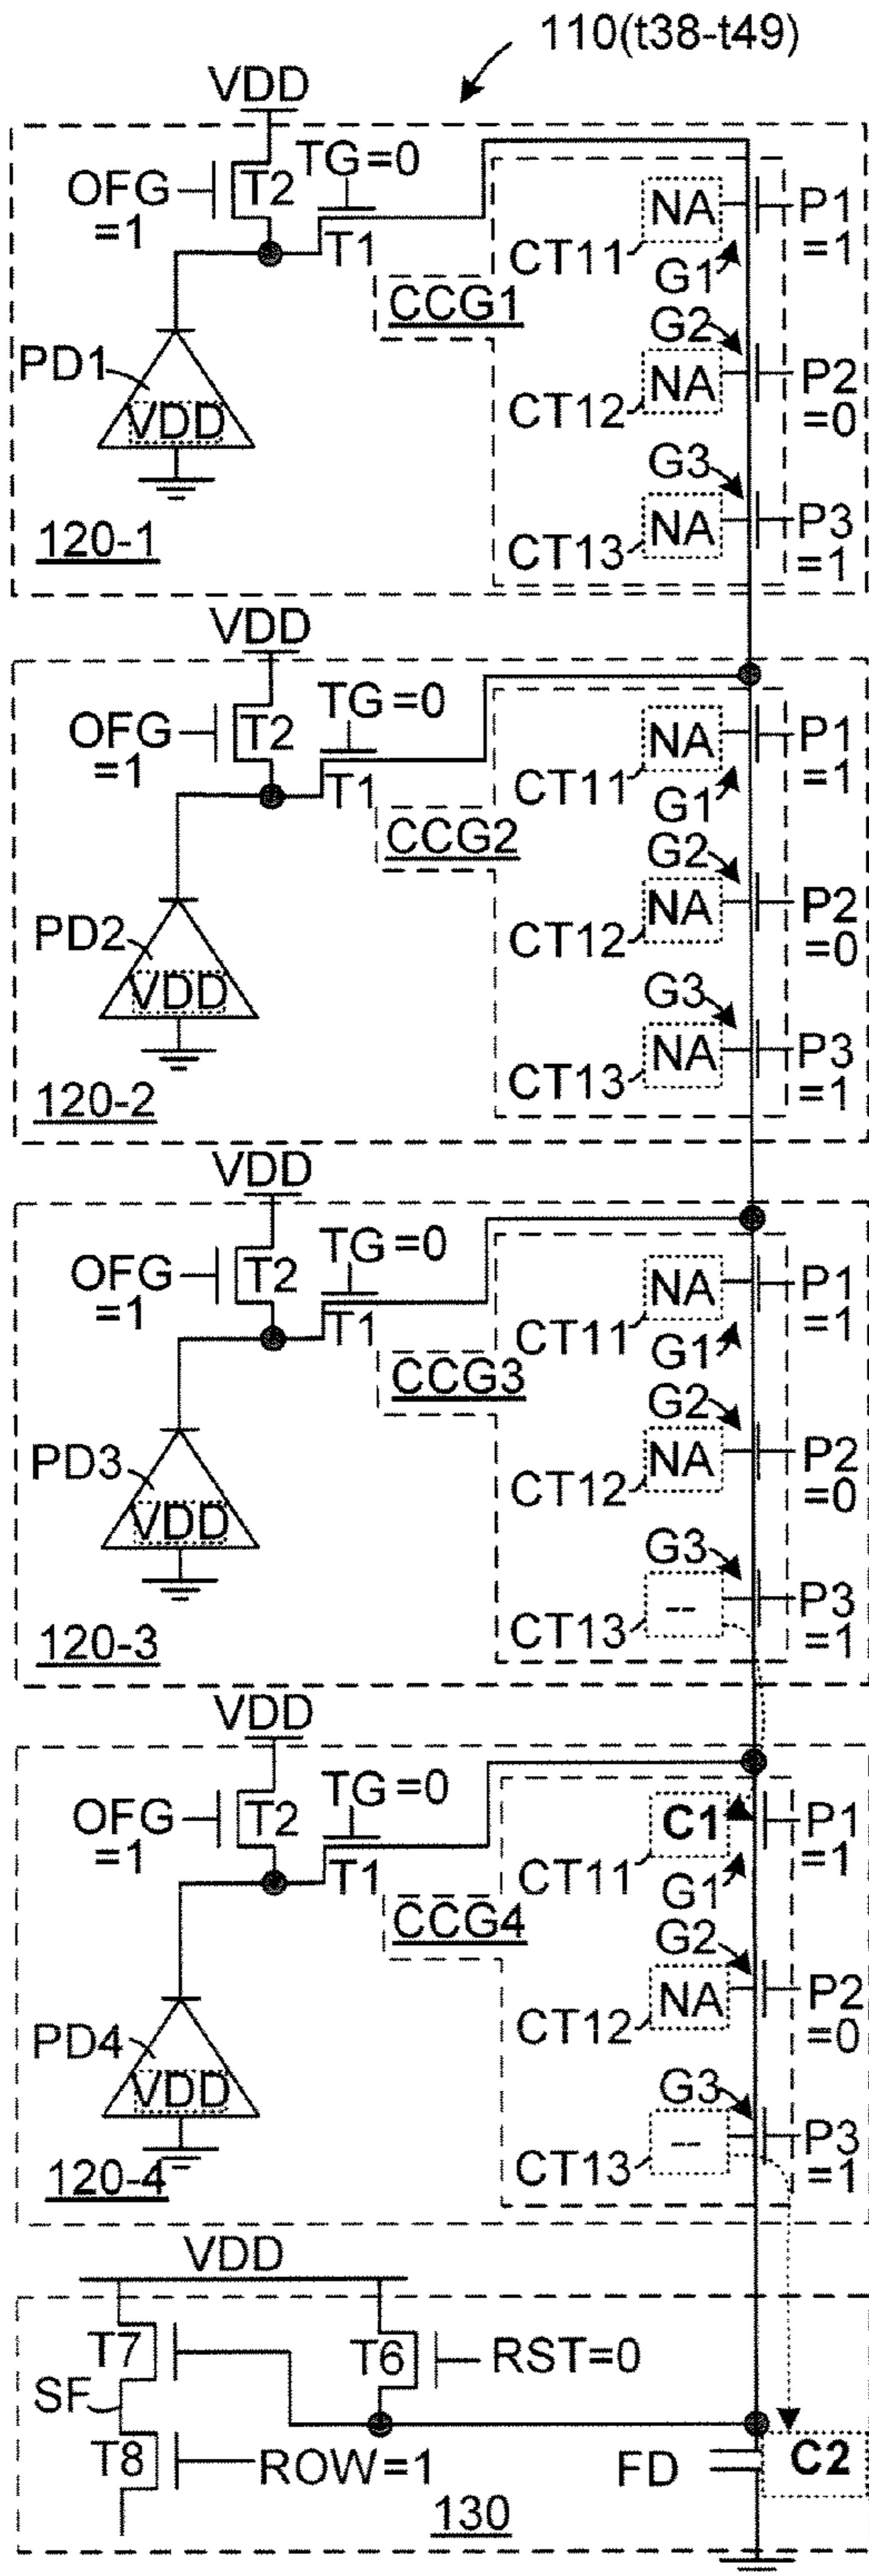 110(t38-t49)
VDD
OFG
=1
T2
TG=0
T1
NA
CT11
G1
P1
=1
CCG1
G2
NA
CT12
P2
=0
PD1
VDD
G3
NA
CT13
P3
=1
120-1
VDD
OFG
=1
T2
TG=0
T1
NA
CT11
G1
P1
=1
CCG2
G2
NA
CT12
P2
=0
PD2
VDD
G3
NA
CT13
P3
=1
120-2
VDD
OFG
=1
T2
TG=0
T1
NA
CT11
G1
P1
=1
CCG3
G2
NA
CT12
P2
=0
PD3
VDD
G3
--
CT13
P3
=1
120-3
VDD
OFG
=1
T2
TG=0
T1
C1
CT11
G1
P1
=1
CCG4
G2
NA
CT12
P2
=0
PD4
VDD
G3
--
CT13
P3
=1
120-4
VDD
T7
T6
RST=0
SF
T8
ROW=1
FD
C2
130